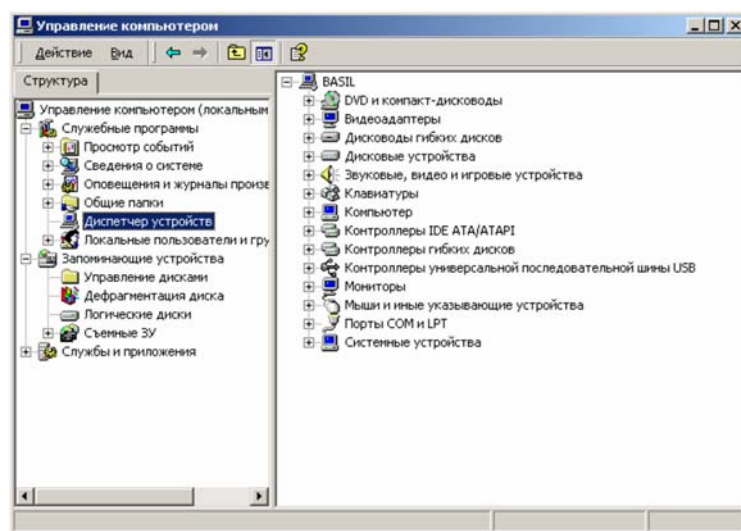 Управление компьютером
Действие Вид
Структура
Управление компьютером (локальным
Служебные программы
Просмотр событий
Сведения о системе
Оповещения и журналы произв
Общие папки
Диспетчер устройств
Локальные пользователи и гру
Запоминающие устройства
Управление дисками
Дефрагментация диска
Логические диски
Съемные ЗУ
Службы и приложения
BASIL
DVD и компакт-дисководы
Видеоадаптеры
Дисководы гибких дисков
Дисковые устройства
Звуковые, видео и игровые устройства
Клавиатуры
Компьютер
Контроллеры IDE ATA/ATAPI
Контроллеры гибких дисков
Контроллеры универсальной последовательной шины USB
Мониторы
Мыши и иные указывающие устройства
Порты COM и LPT
Системные устройства